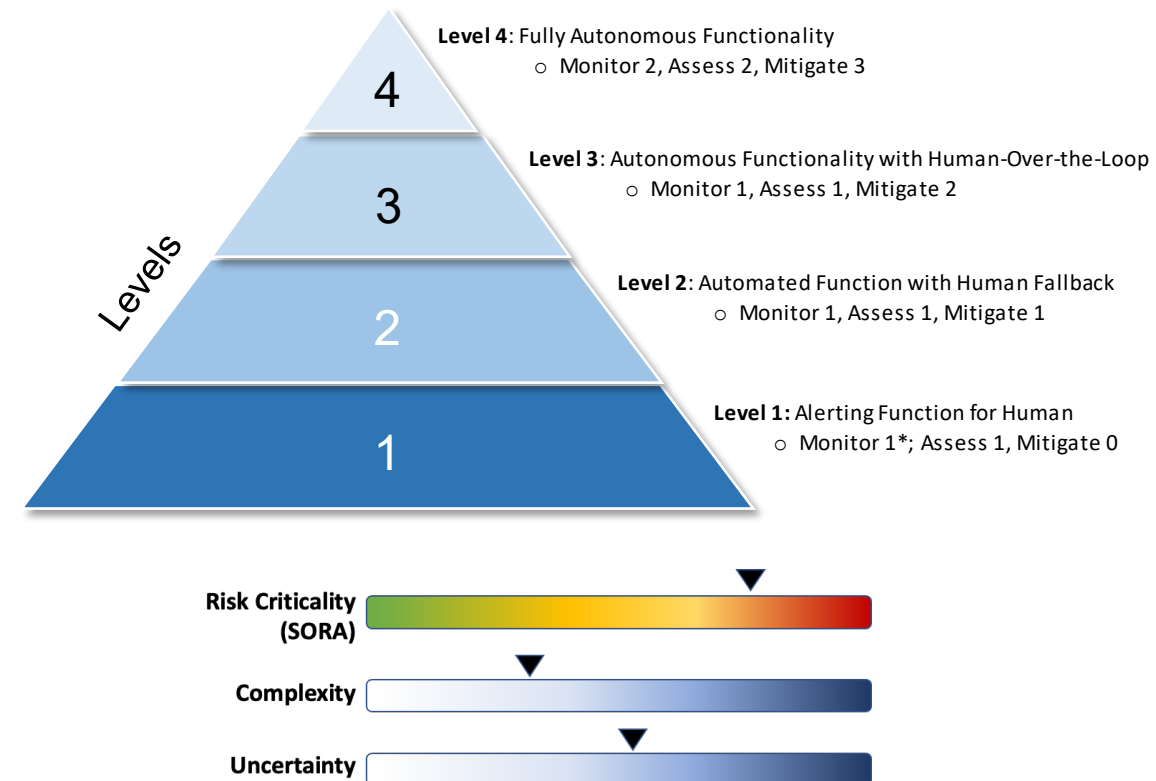 Level 4: Fully Autonomous Functionality
○ Monitor 2, Assess 2, Mitigate 3
4
Level 3: Autonomous Functionality with Human-Over-the-Loop
○ Monitor 1, Assess 1, Mitigate 2
3
Levels
Level 2: Automated Function with Human Fallback
○ Monitor 1, Assess 1, Mitigate 1
2
Level 1: Alerting Function for Human
○ Monitor 1*; Assess 1, Mitigate 0
1
Risk Criticality
(SORA)
Complexity
Uncertainty